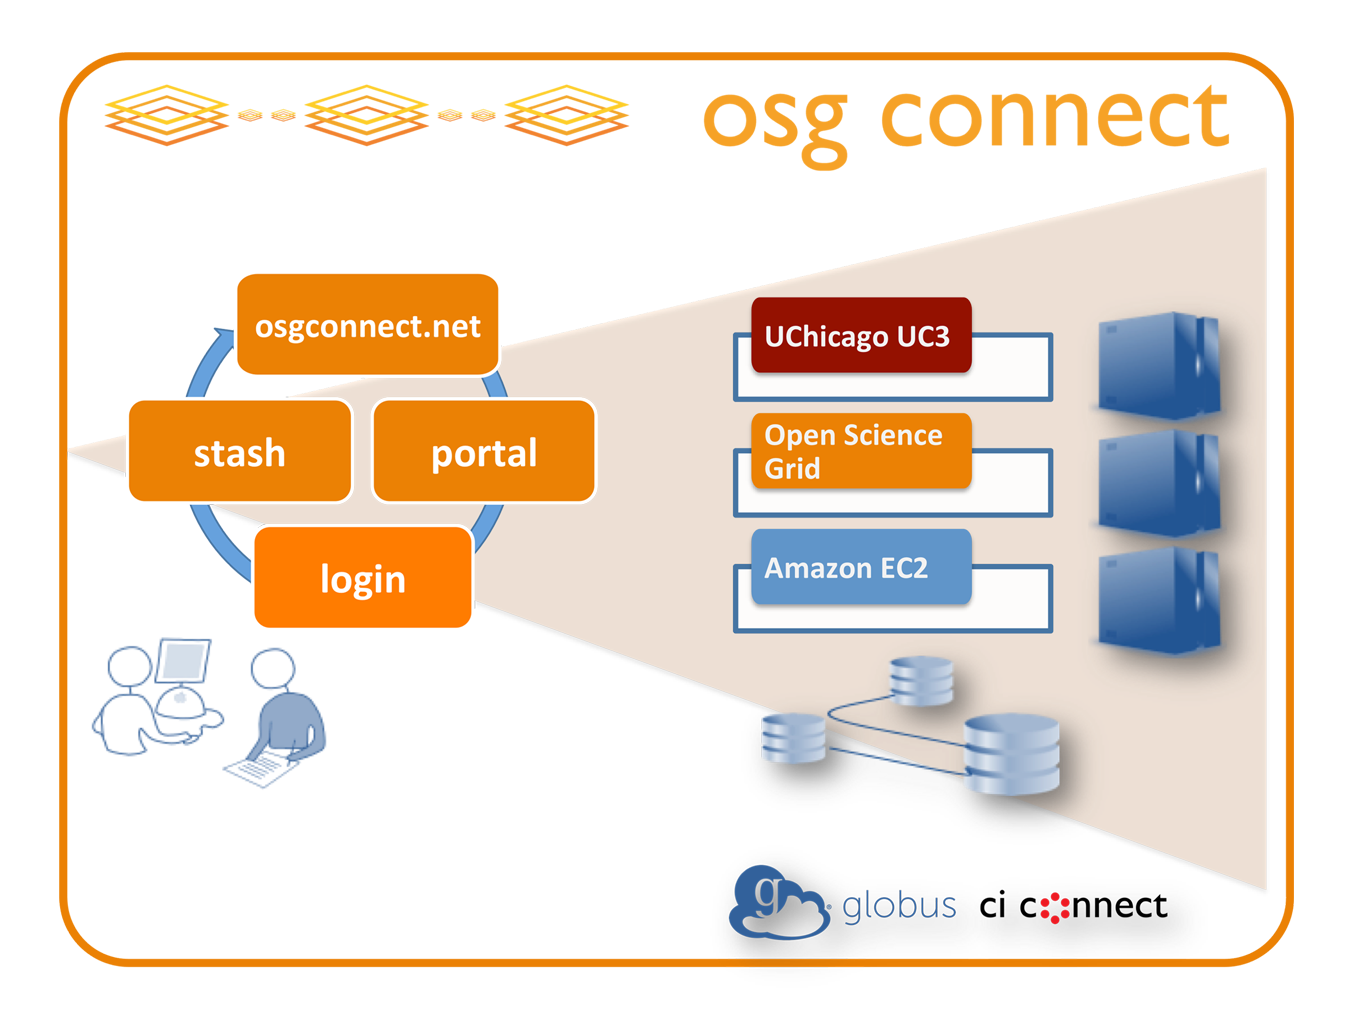 osg connect
osgconnect.net
stash
portal
login
UChicago UC3
Open Science
Grid
Amazon EC2
g globus
ci connect